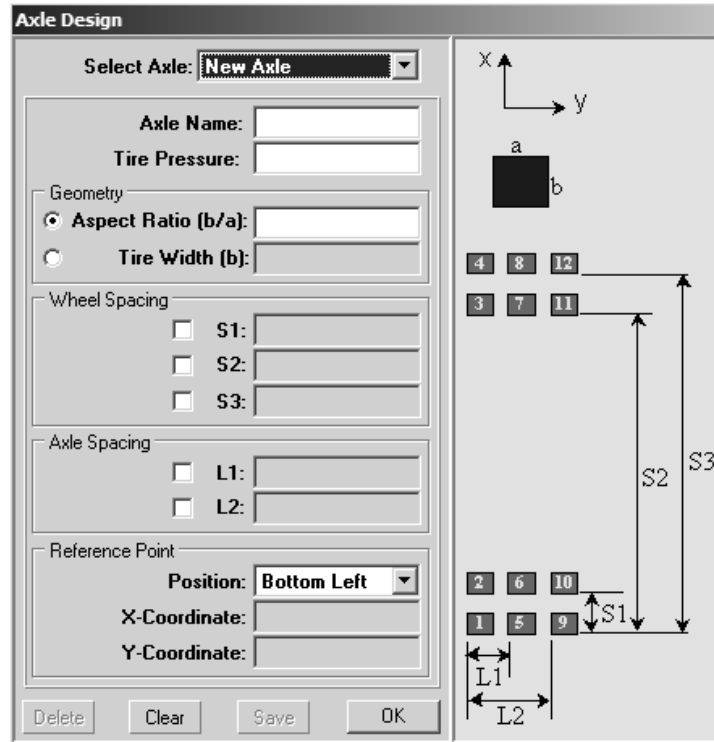 Axle Design
Select Axle: New Axle
Axle Name:
Tire Pressure:
Geometry
Aspect Ratio (b/a):
Tire Width (b):
Wheel Spacing
S1:
S2:
S3:
Axle Spacing
L1:
L2:
Reference Point
Position: Bottom Left
X-Coordinate:
Y-Coordinate:
Delete Clear Save OK
x
y
a
b
4 8 12
3 7 11
S3
S2
2 6 10
S1
1 5 9
L1
L2